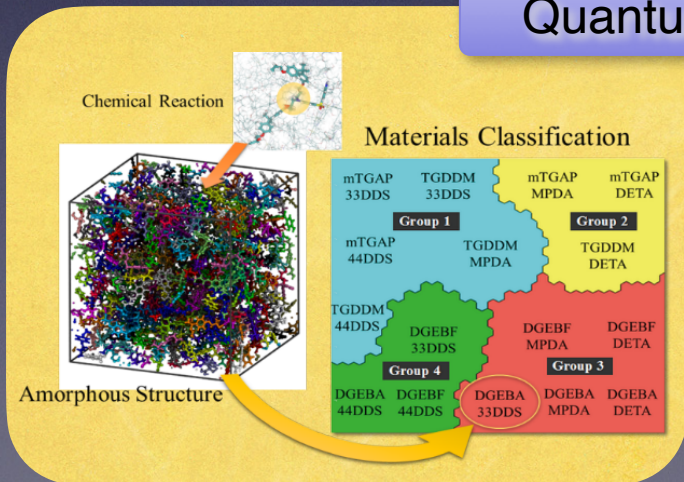 Quantu
Chemical Reaction
Materials Classification
mTGAP
33DDS
TGDDM
33DDS
mTGAP
MPDA
mTGAP
DETA
Group 1
Group 2
mTGAP
44DDS
TGDDM
MPDA
TGDDM
DETA
TGDDM
44DDS
DGEBF
33DDS
DGEBF
MPDA
DGEBF
DETA
Group 4
Group 3
Amorphous Structure
DGEBA
44DDS
DGEBF
44DDS
DGEBA
33DDS
DGEBA
MPDA
DGEBA
DETA